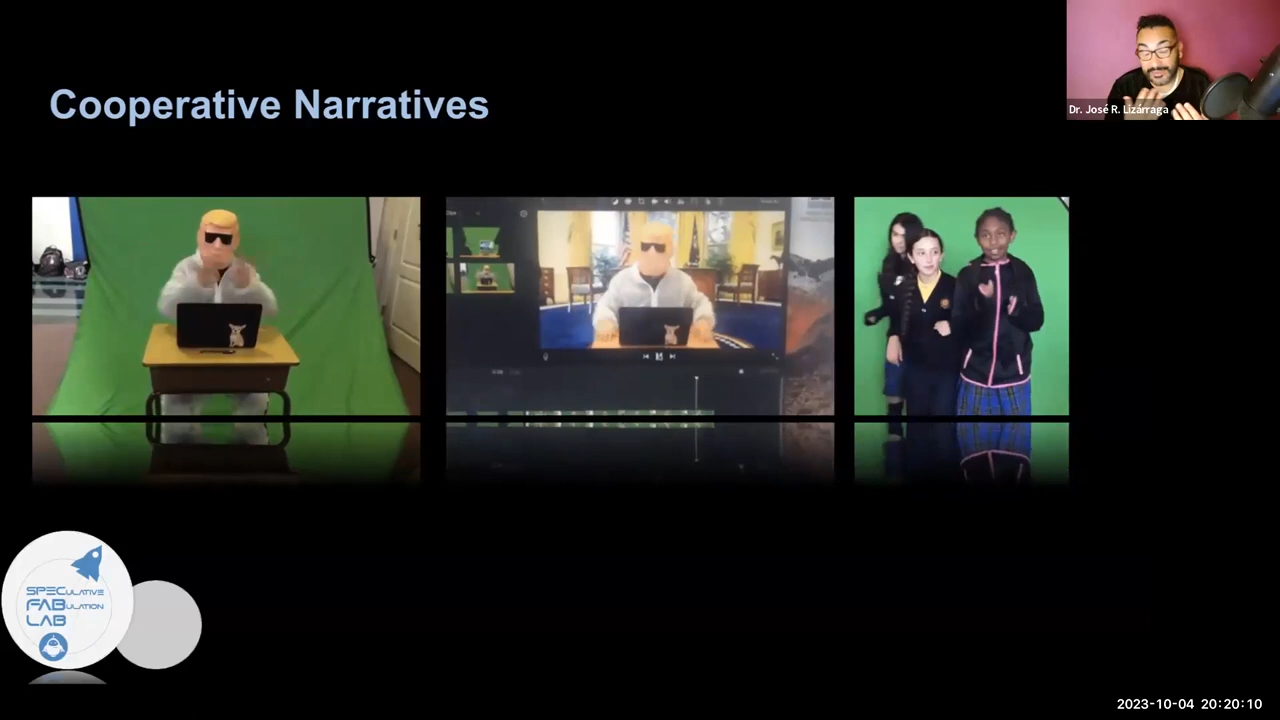 Cooperative Narratives
Dr. José R. Lizárraga
SPECULATIVE
FABULATION
LAB
2023-10-04 20:20:10